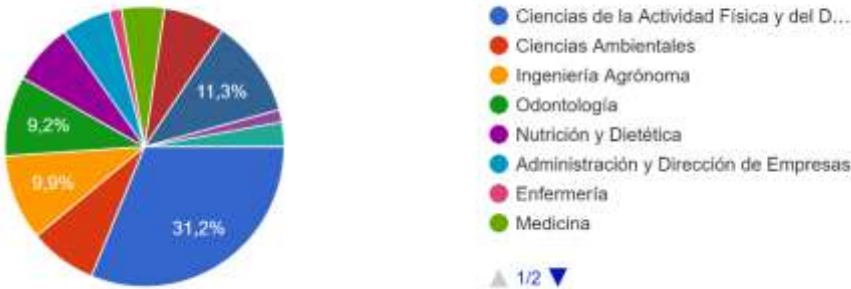 11,3%
9,2%
9,9%
31,2%
Ciencias de la Actividad Física y del D...
Ciencias Ambientales
Ingeniería Agrónoma
Odontología
Nutrición y Dietética
Administración y Dirección de Empresas
Enfermería
Medicina
1/2